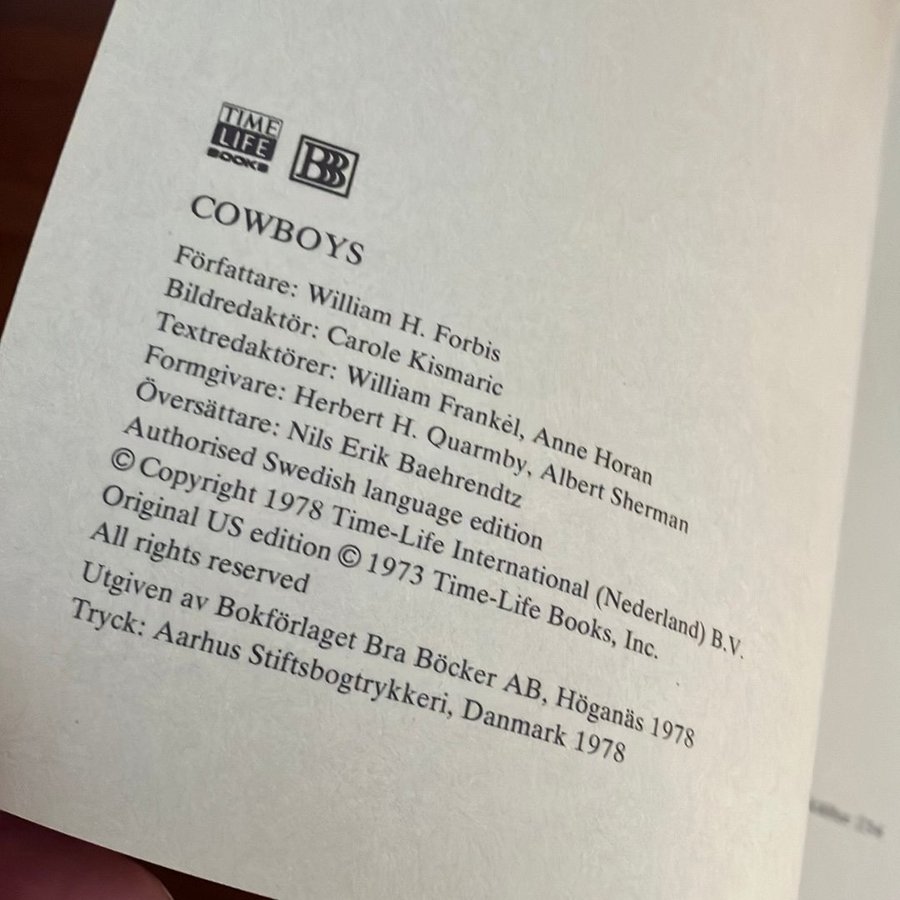 TIME
LIFE
BOOKS
BBB
COWBOYS
Författare: William H. Forbis
Bildredaktör: Carole Kismaric
Textredaktörer: William Frankel, Anne Horan
Formgivare: Herbert H. Quarmby, Albert Sherman
Översättare: Nils Erik Baehrendtz
Authorised Swedish language edition
© Copyright 1978 Time-Life International (Nederland) B.V.
Original US edition © 1973 Time-Life Books, Inc.
All rights reserved
Utgiven av Bokförlaget Bra Böcker AB, Höganäs 1978
Tryck: Aarhus Stiftsbogtrykkeri, Danmark 1978